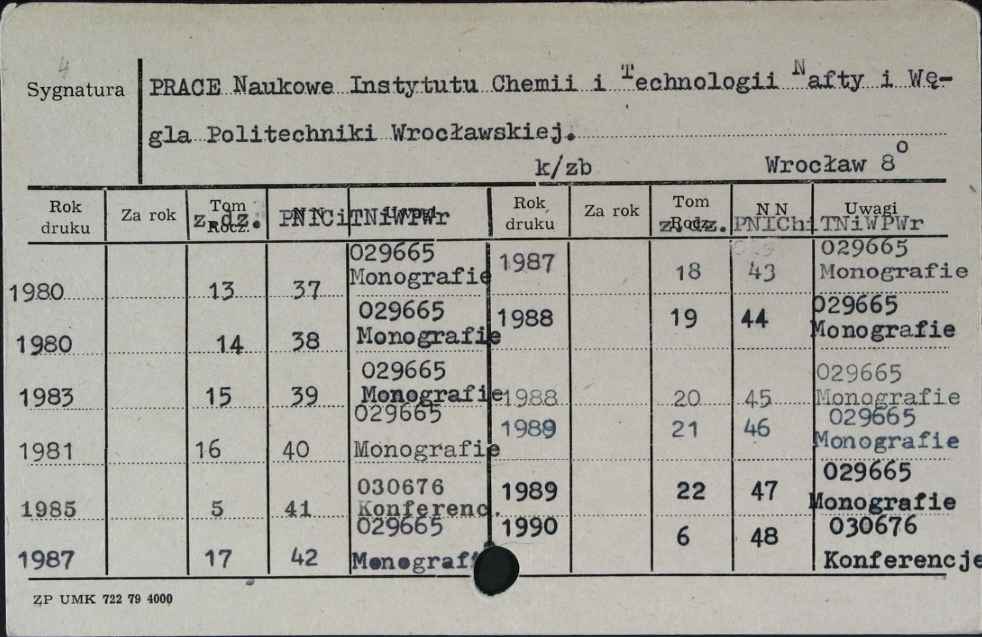 4
Sygnatura PRACE Naukowe Instytutu Chemii i Technologii Nafty i Wę-
gla Politechniki Wrocławskiej.
k/zb Wrocław 8°
Rok druku Za rok Tom Rocz. z.dz. N N PNICi Uwagi TNiWPWr Rok druku Za rok Tom Rocz. z.dz. N N PNIChi Uwagi TNiWPWr
1980 13 37 029665 Monografie 1987 18 43 029665 Monografie
1980 14 38 029665 Monografie 1988 19 44 029665 Monografie
1983 15 39 029665 Monografie 1988 20 45 029665 Monografie
1981 16 40 029665 Monografie 1989 21 46 029665 Monografie
1985 5 41 030676 Konferenc. 1989 22 47 029665 Monografie
1987 17 42 029665 Monograf 1990 6 48 030676 Konferencje
ZP UMK 722 79 4000